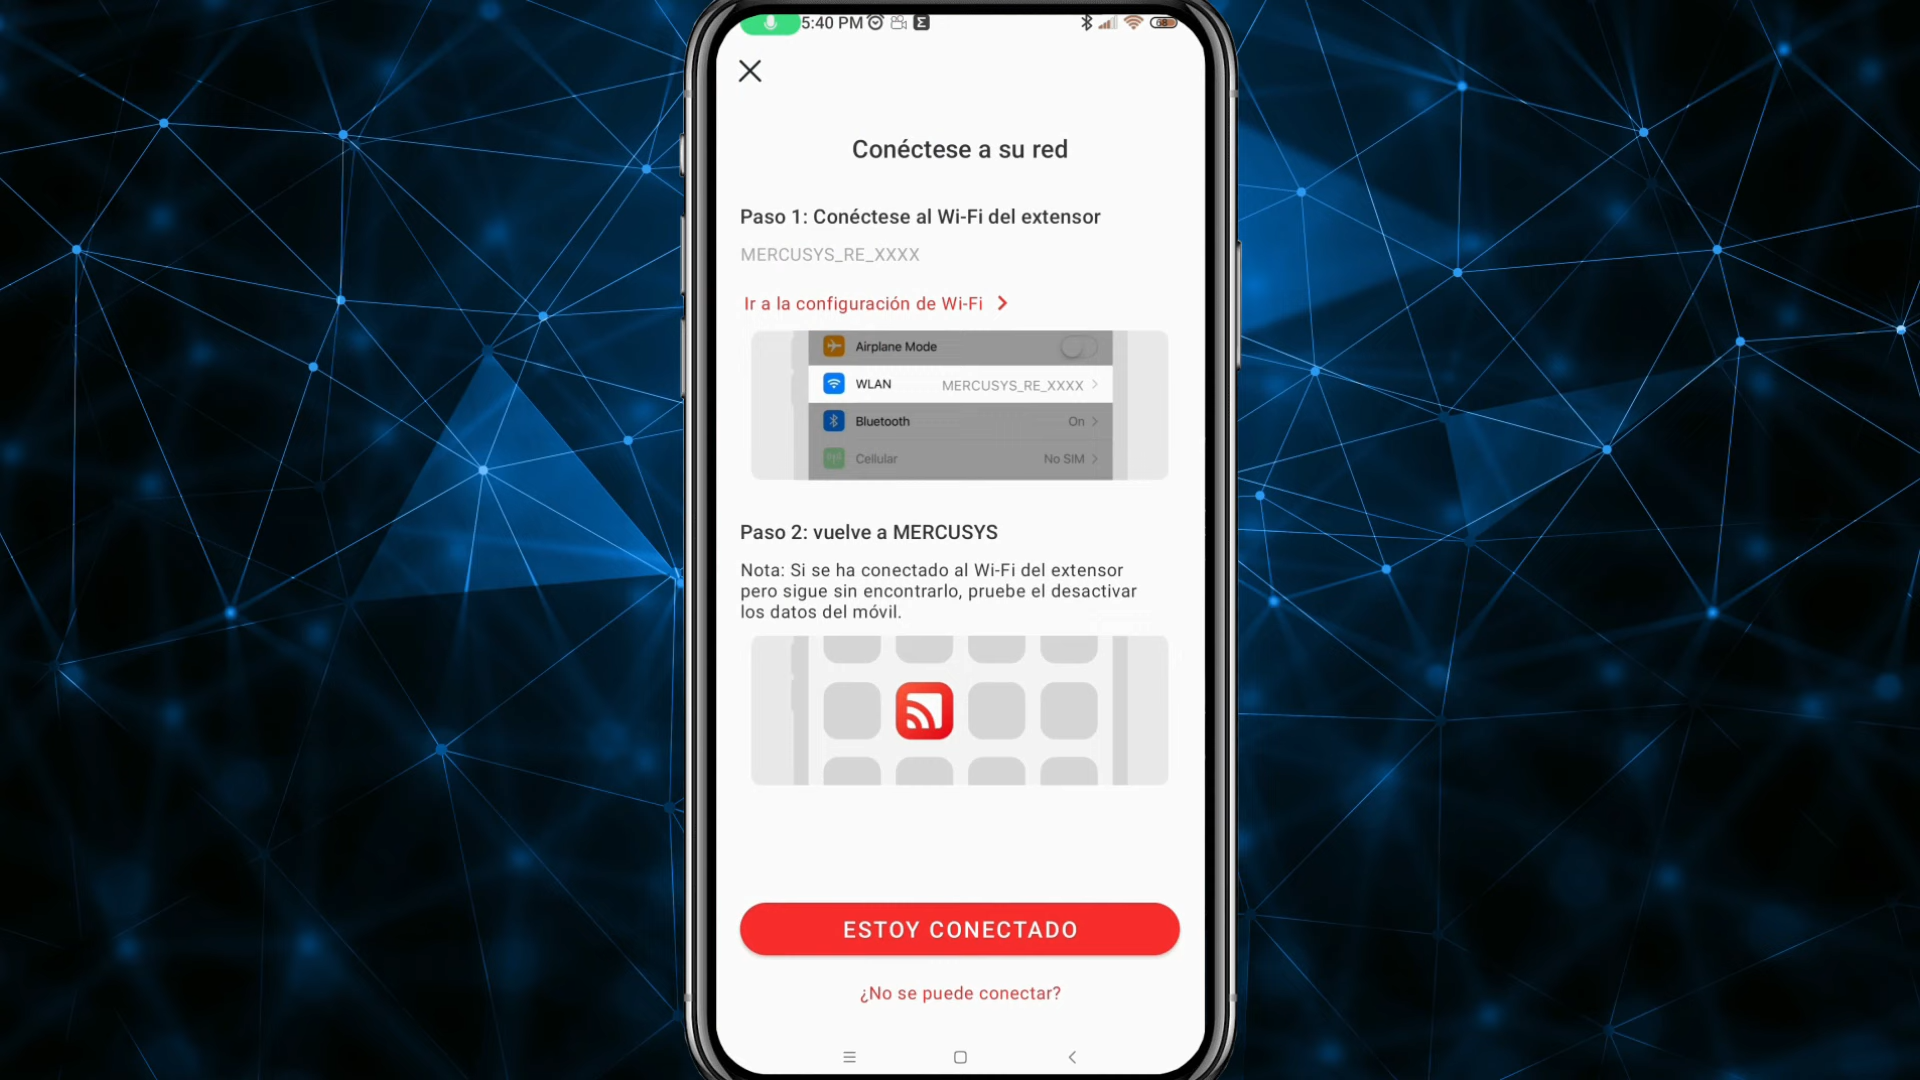 5:40 PM
68
Conéctese a su red
Paso 1: Conéctese al Wi-Fi del extensor
MERCUSYS_RE_XXXX
Ir a la configuración de Wi-Fi
Airplane Mode
WLAN MERCUSYS_RE_XXXX
Bluetooth On
Cellular No SIM
Paso 2: vuelve a MERCUSYS
Nota: Si se ha conectado al Wi-Fi del extensor
pero sigue sin encontrarlo, pruebe el desactivar
los datos del móvil.
ESTOY CONECTADO
¿No se puede conectar?